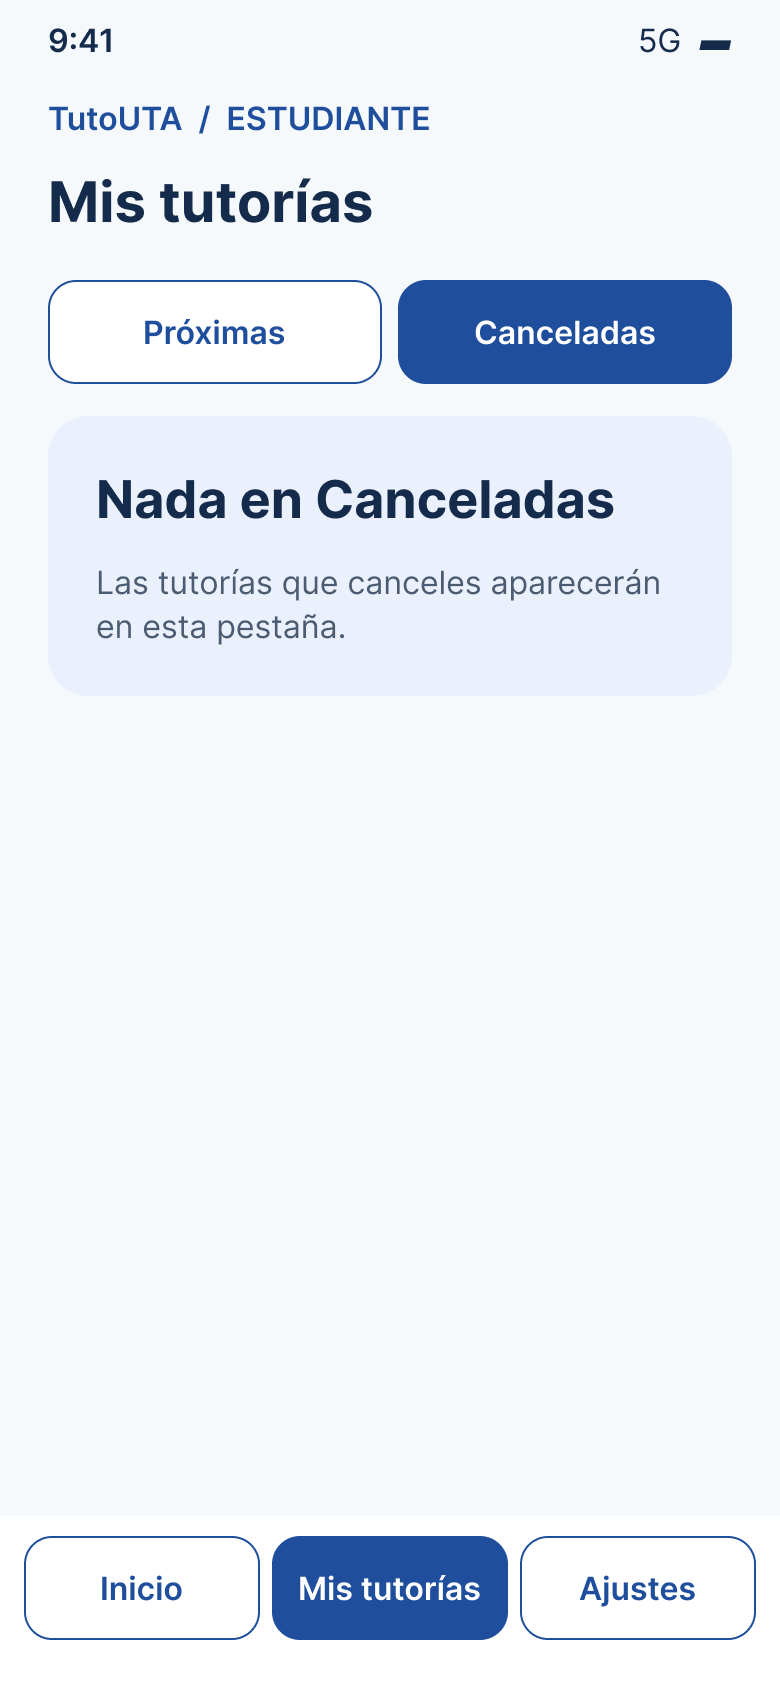 9:41 5G
TutoUTA / ESTUDIANTE
Mis tutorías
Próximas Canceladas
Nada en Canceladas
Las tutorías que canceles aparecerán
en esta pestaña.
Inicio Mis tutorías Ajustes